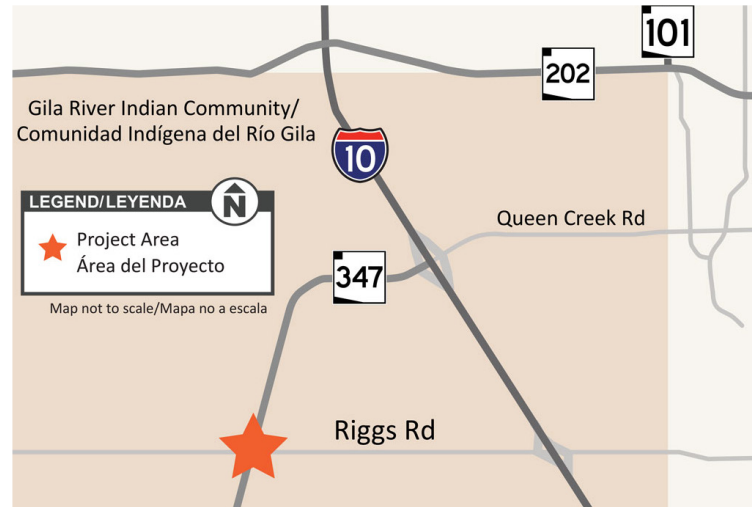 101
202
Gila River Indian Community/
Comunidad Indígena del Río Gila
10
LEGEND/LEYENDA
N
Project Area
Área del Proyecto
Map not to scale/Mapa no a escala
Queen Creek Rd
347
Riggs Rd